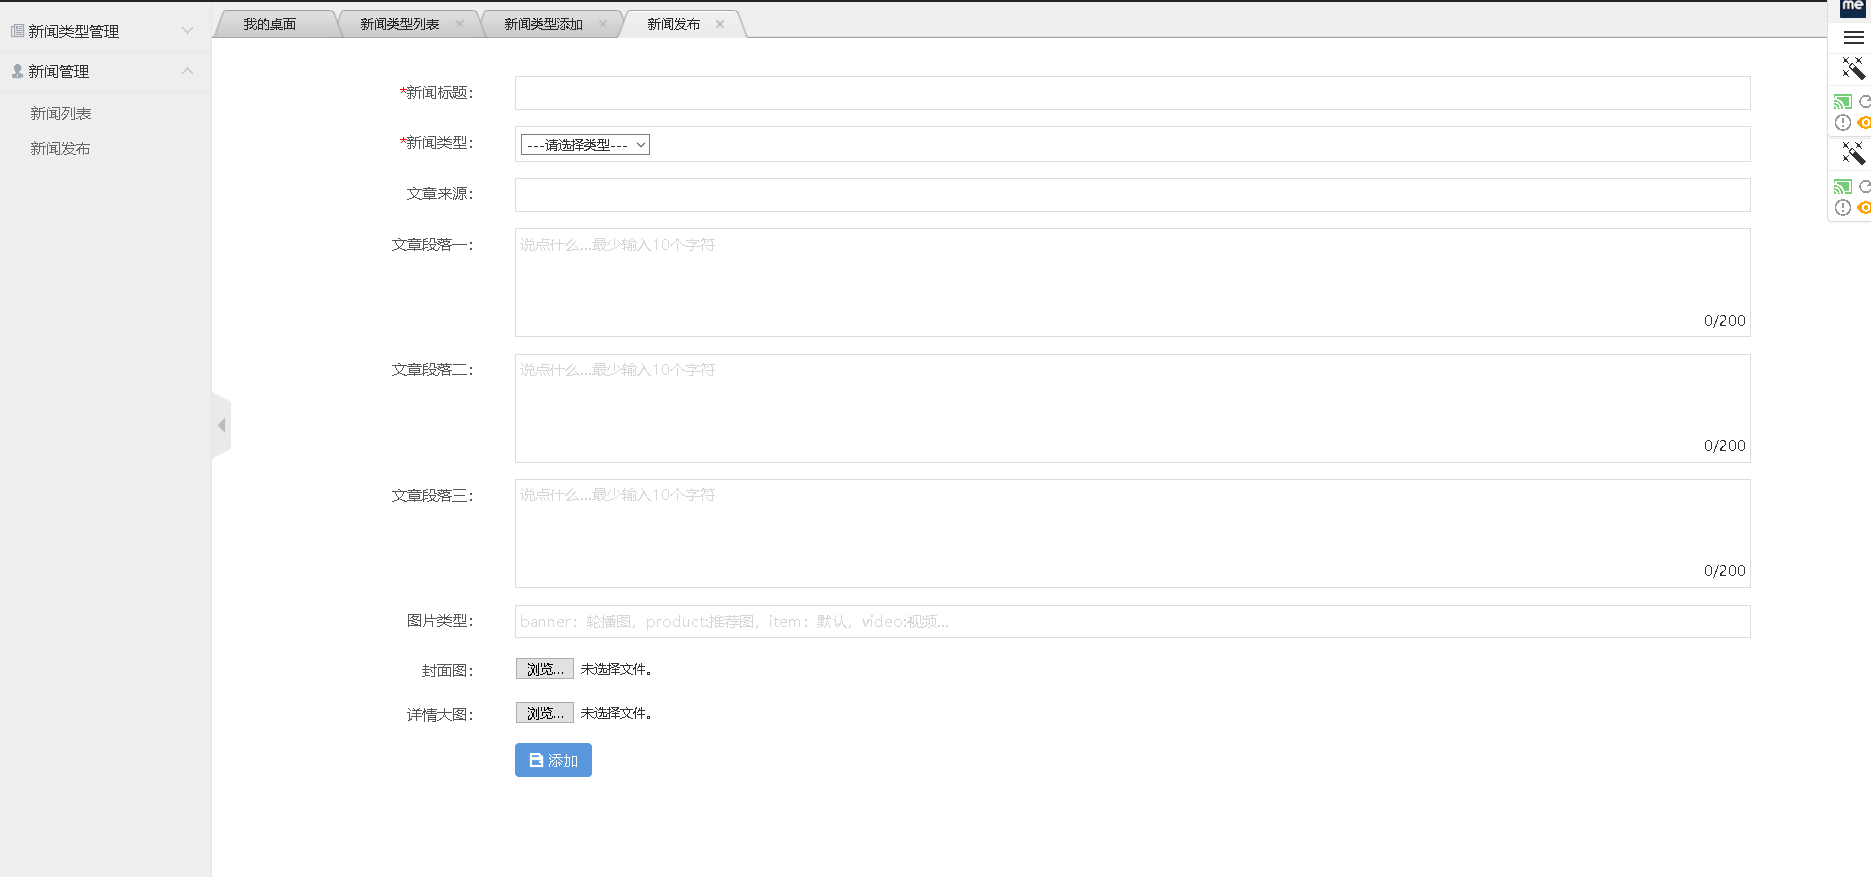 我的桌面 新闻类型列表 新闻类型添加 新闻发布
me
新闻类型管理
新闻管理
新闻列表
新闻发布
*新闻标题：
*新闻类型： ---请选择类型---
文章来源：
文章段落一： 说点什么...最少输入10个字符
0/200
文章段落二： 说点什么...最少输入10个字符
0/200
文章段落三： 说点什么...最少输入10个字符
0/200
图片类型： banner：轮播图，product:推荐图，item：默认，video:视频...
封面图： 浏览... 未选择文件。
详情大图： 浏览... 未选择文件。
添加